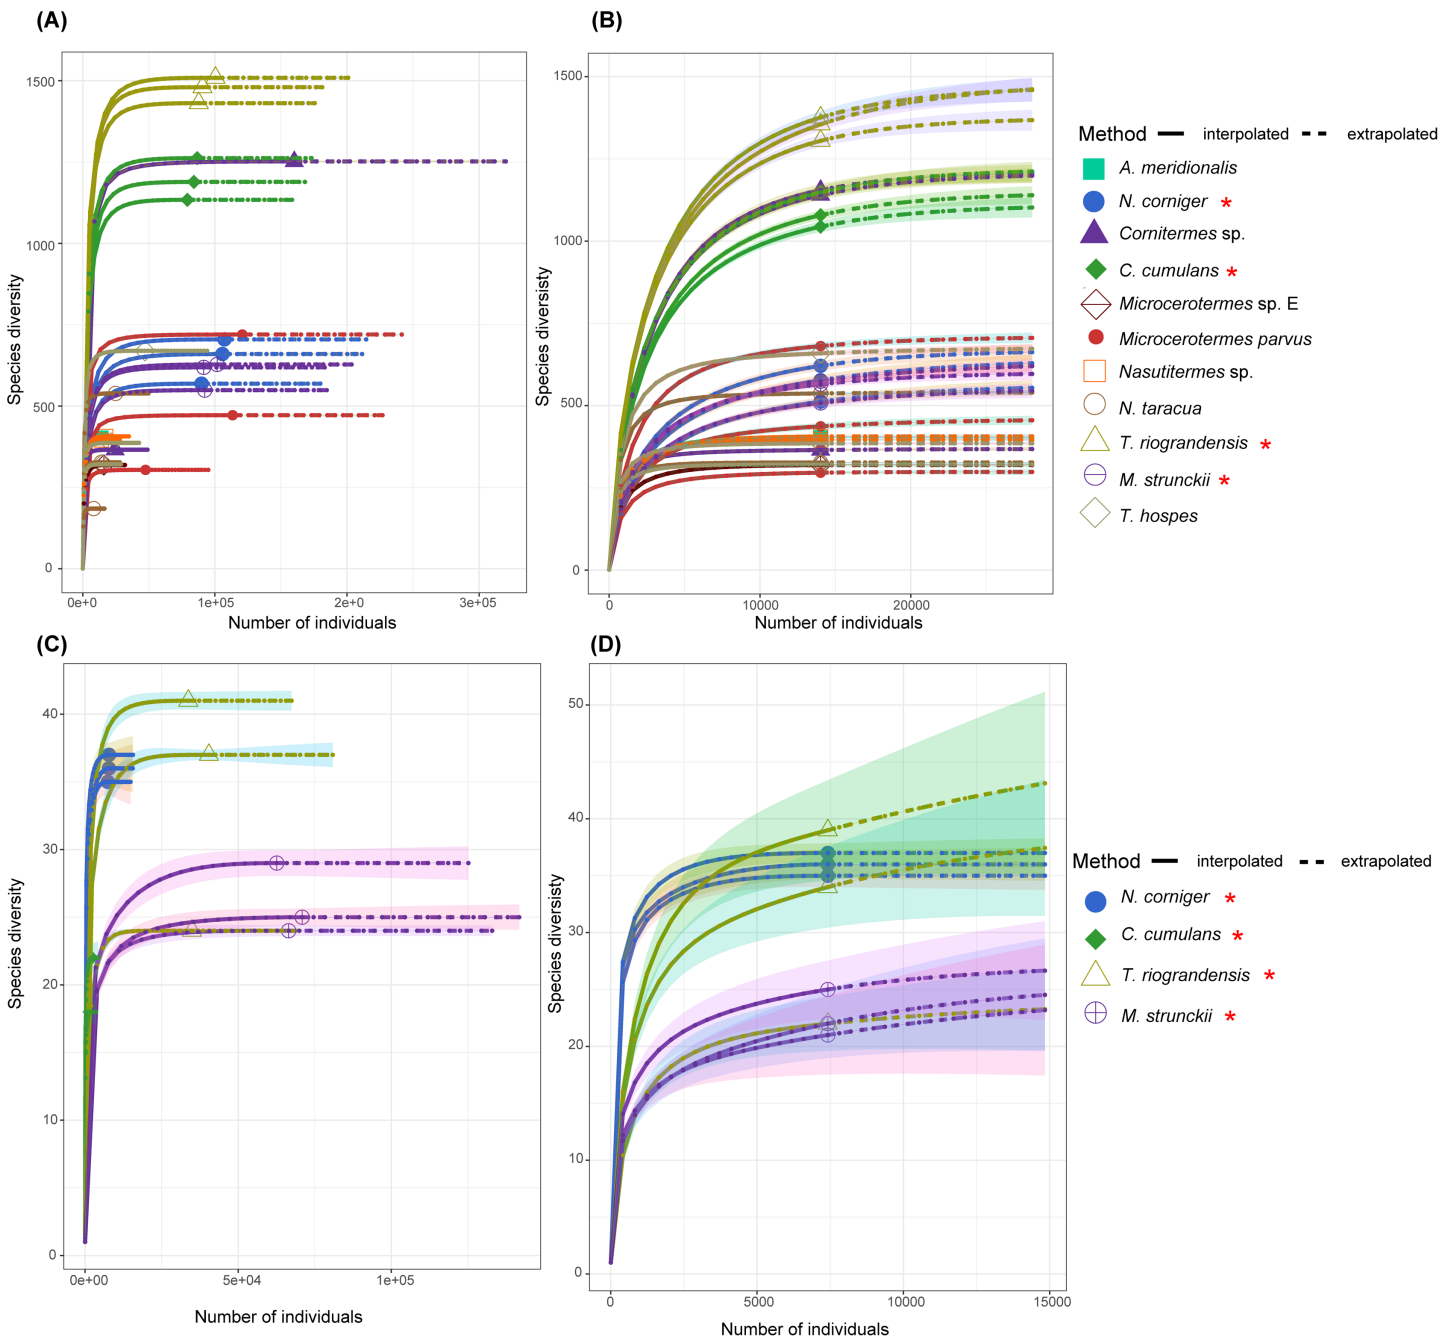 (A)
(B)
1500
1000
500
0
Species diversity
0e+0
1e+05
2e+0
3e+05
Number of individuals
1500
1000
500
0
Species diversisty
0
10000
20000
Number of individuals
Method interpolated extrapolated
A. meridionalis
N. corniger *
Cornitermes sp.
C. cumulans *
Microcerotermes sp. E
Microcerotermes parvus
Nasutitermes sp.
N. taracua
T. riograndensis *
M. strunckii *
T. hospes
(C)
(D)
40
30
20
10
0
Species diversity
0e+00
5e+04
1e+05
Number of individuals
50
40
30
20
10
0
Species diversisty
0
5000
10000
15000
Number of individuals
Method interpolated extrapolated
N. corniger *
C. cumulans *
T. riograndensis *
M. strunckii *